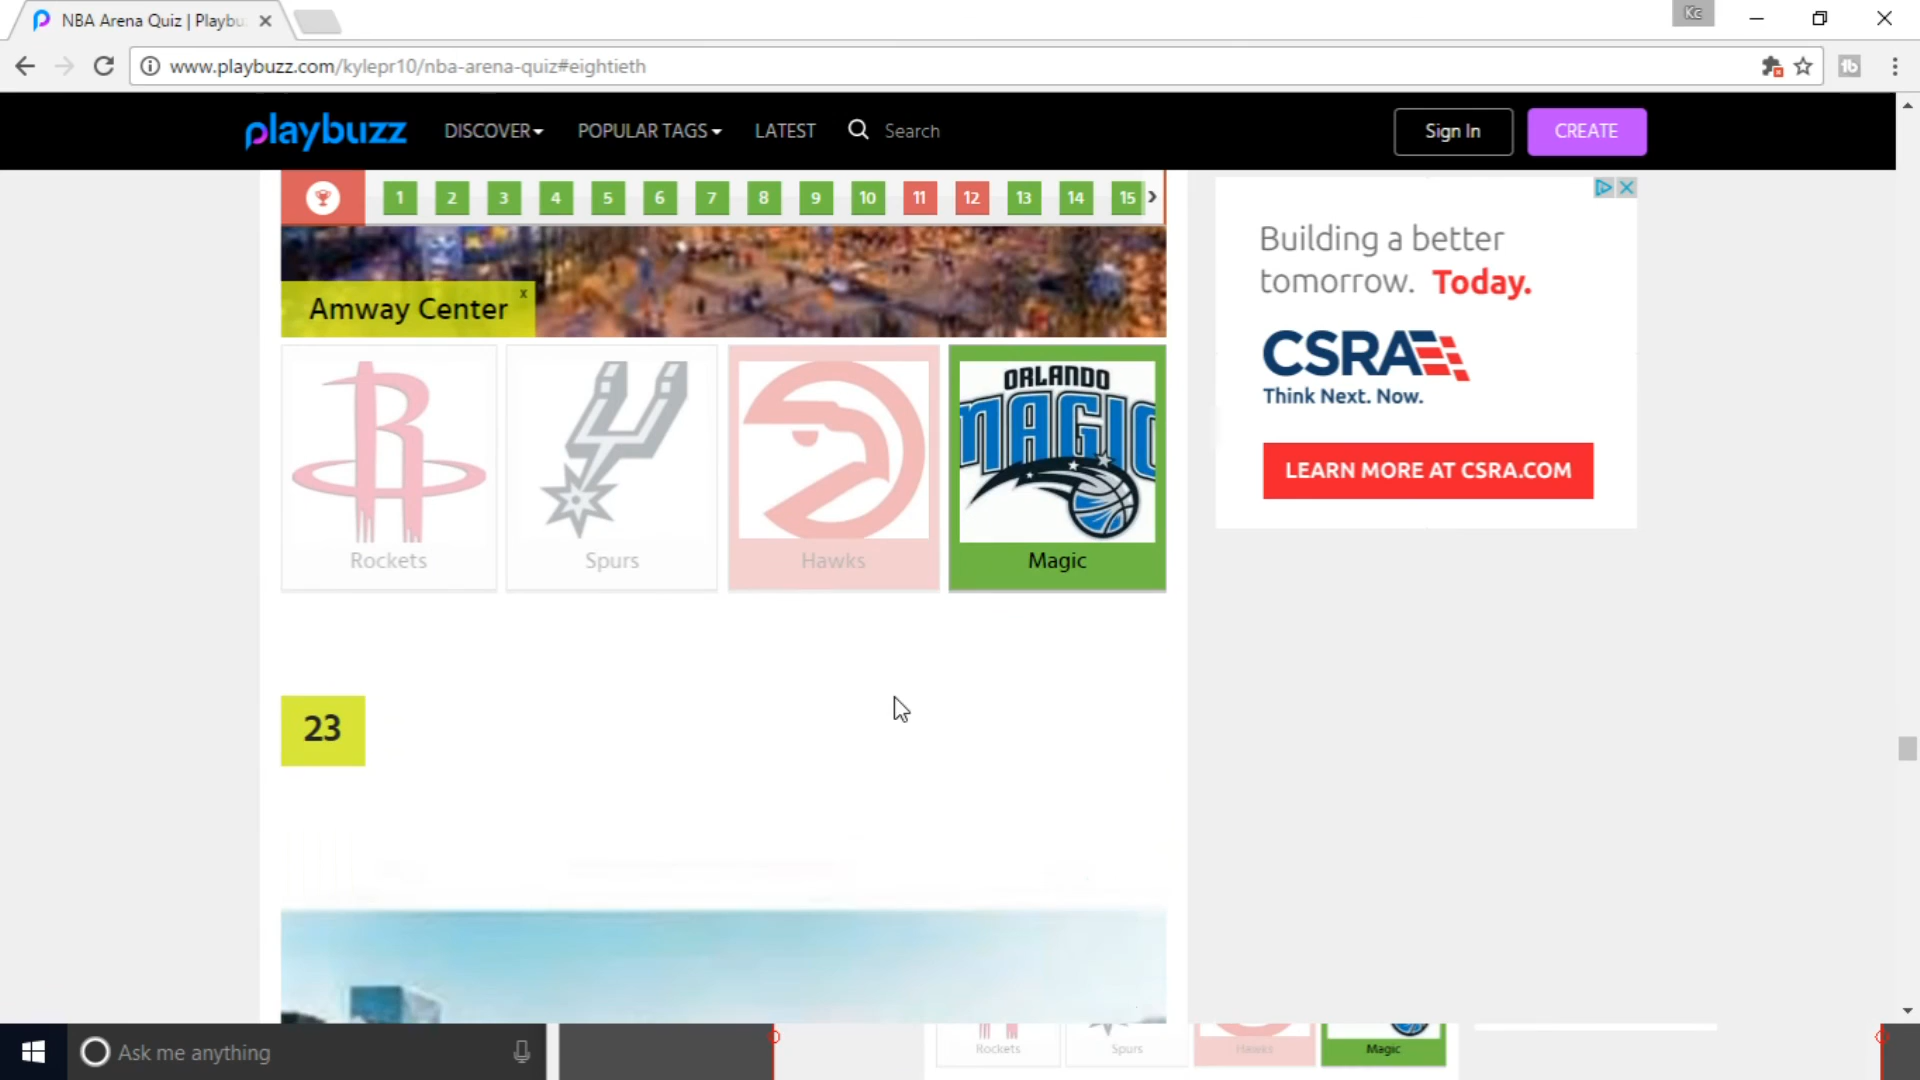 NBA Arena Quiz | Playbu
Kc
www.playbuzz.com/kylepr10/nba-arena-quiz#eightieth
playbuzz DISCOVER POPULAR TAGS LATEST Search Sign In CREATE
1 2 3 4 5 6 7 8 9 10 11 12 13 14 15
Amway Center x
Building a better
tomorrow. Today.
CSRA
Think Next. Now.
LEARN MORE AT CSRA.COM
ORLANDO
MAGIC
Rockets Spurs Hawks Magic
23
Ask me anything
Rockets Spurs Hawks Magic